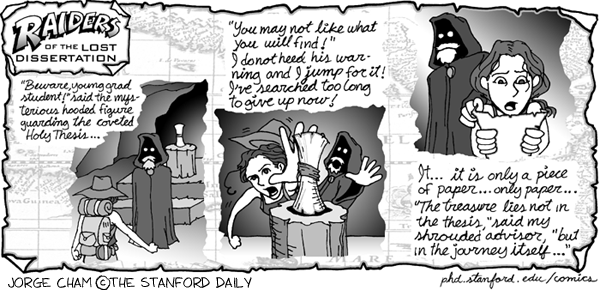 RAIDERS
OF THE LOST
DISSERTATION
"Beware, young grad
student!" said the mys-
terious hooded figure
guarding the coveted
Holy Thesis...
"You may not like what
you will find!"
I do not heed his war-
ning and I jump for it!
I've searched too long
to give up now!
It... it is only a piece
of paper... only paper...
"The treasure lies not in
the thesis," said my
shrouded advisor, "but
in the journey itself..."
JORGE CHAM ©THE STANFORD DAILY
phd.stanford.edu/comics